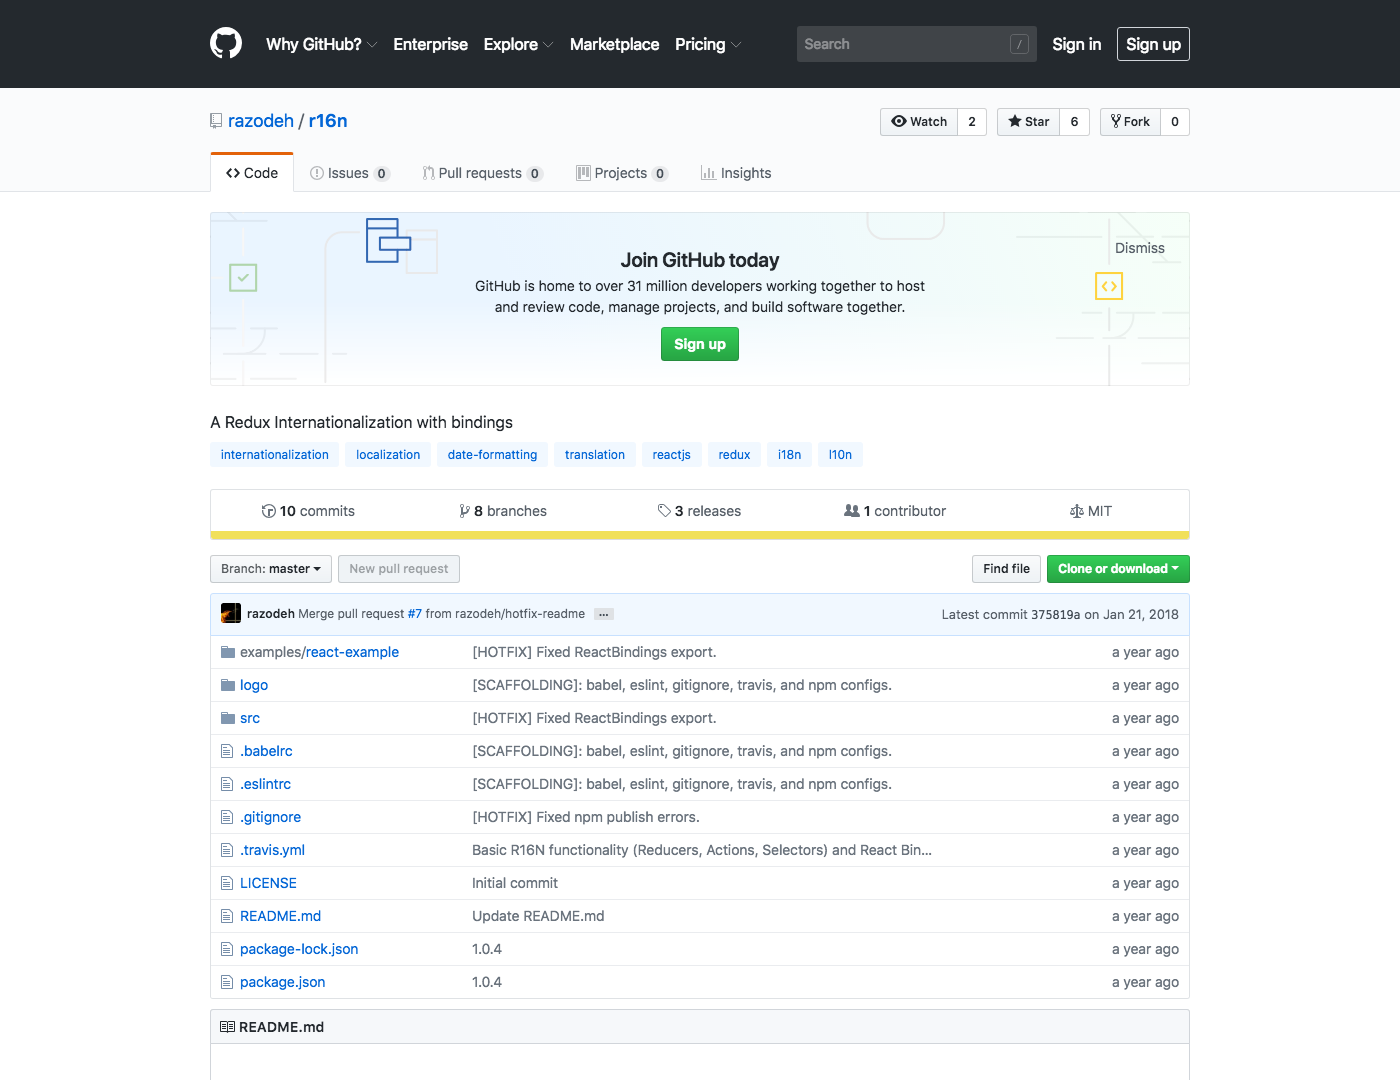 Why GitHub? Enterprise Explore Marketplace Pricing Search / Sign in Sign up
razodeh / r16n Watch 2 Star 6 Fork 0
Code Issues 0 Pull requests 0 Projects 0 Insights
Dismiss
Join GitHub today
GitHub is home to over 31 million developers working together to host
and review code, manage projects, and build software together.
Sign up
A Redux Internationalization with bindings
internationalization localization date-formatting translation reactjs redux i18n l10n
10 commits 8 branches 3 releases 1 contributor MIT
Branch: master New pull request Find file Clone or download
razodeh Merge pull request #7 from razodeh/hotfix-readme … Latest commit 375819a on Jan 21, 2018
examples/react-example [HOTFIX] Fixed ReactBindings export. a year ago
logo [SCAFFOLDING]: babel, eslint, gitignore, travis, and npm configs. a year ago
src [HOTFIX] Fixed ReactBindings export. a year ago
.babelrc [SCAFFOLDING]: babel, eslint, gitignore, travis, and npm configs. a year ago
.eslintrc [SCAFFOLDING]: babel, eslint, gitignore, travis, and npm configs. a year ago
.gitignore [HOTFIX] Fixed npm publish errors. a year ago
.travis.yml Basic R16N functionality (Reducers, Actions, Selectors) and React Bin… a year ago
LICENSE Initial commit a year ago
README.md Update README.md a year ago
package-lock.json 1.0.4 a year ago
package.json 1.0.4 a year ago
README.md